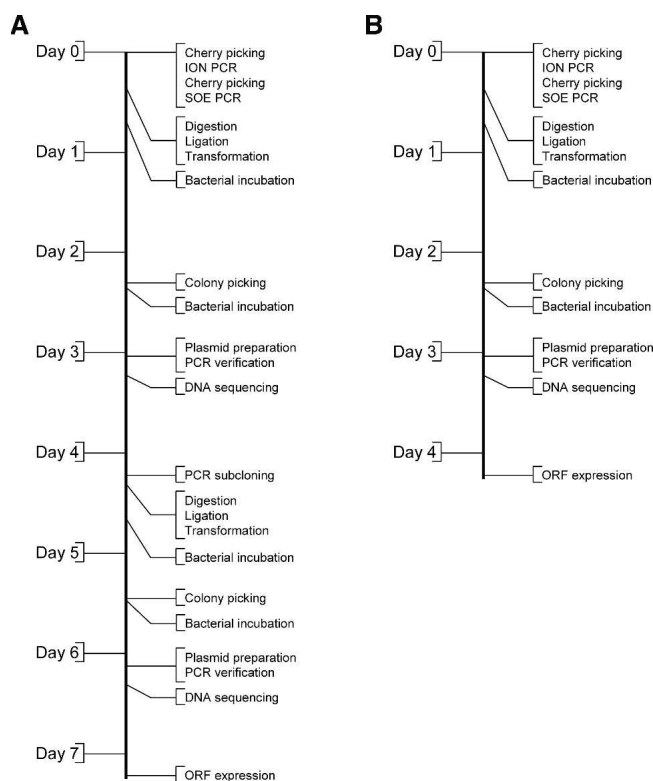 A
Day 0
Cherry picking
ION PCR
Cherry picking
SOE PCR
Digestion
Ligation
Transformation
Day 1
Bacterial incubation
Day 2
Colony picking
Bacterial incubation
Day 3
Plasmid preparation
PCR verification
DNA sequencing
Day 4
PCR subcloning
Digestion
Ligation
Transformation
Day 5
Bacterial incubation
Colony picking
Bacterial incubation
Day 6
Plasmid preparation
PCR verification
DNA sequencing
Day 7
ORF expression
B
Day 0
Cherry picking
ION PCR
Cherry picking
SOE PCR
Digestion
Ligation
Transformation
Day 1
Bacterial incubation
Day 2
Colony picking
Bacterial incubation
Day 3
Plasmid preparation
PCR verification
DNA sequencing
Day 4
ORF expression